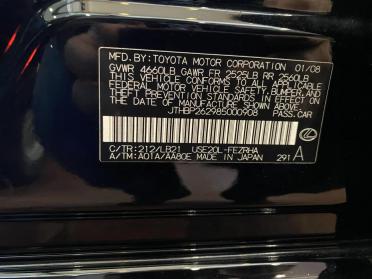 MFD.BY: TOYOTA MOTOR CORPORATION 01/08
GVWR 4660LB GAWR FR 2525LB RR 2560LB
THIS VEHICLE CONFORMS TO ALL APPLICABLE
FEDERAL MOTOR VEHICLE SAFETY, BUMPER, AND
THEFT PREVENTION STANDARDS IN EFFECT ON
THE DATE OF MANUFACTURE SHOWN ABOVE.
JTHBP262985000908 PASS.CAR
C/TR:212/LB21 USE20L-FEZRHA
A/TM:A01A/AA80E MADE IN JAPAN 291 A